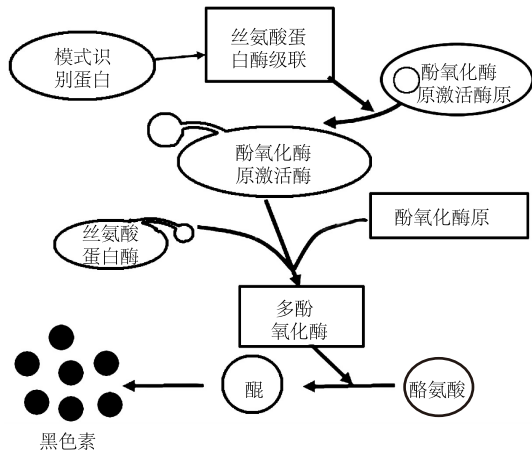 模式识
别蛋白
丝氨酸蛋
白酶级联
酚氧化酶
原激活酶原
酚氧化酶
原激活酶
丝氨酸
蛋白酶
酚氧化酶原
多酚
氧化酶
醌
酪氨酸
黑色素